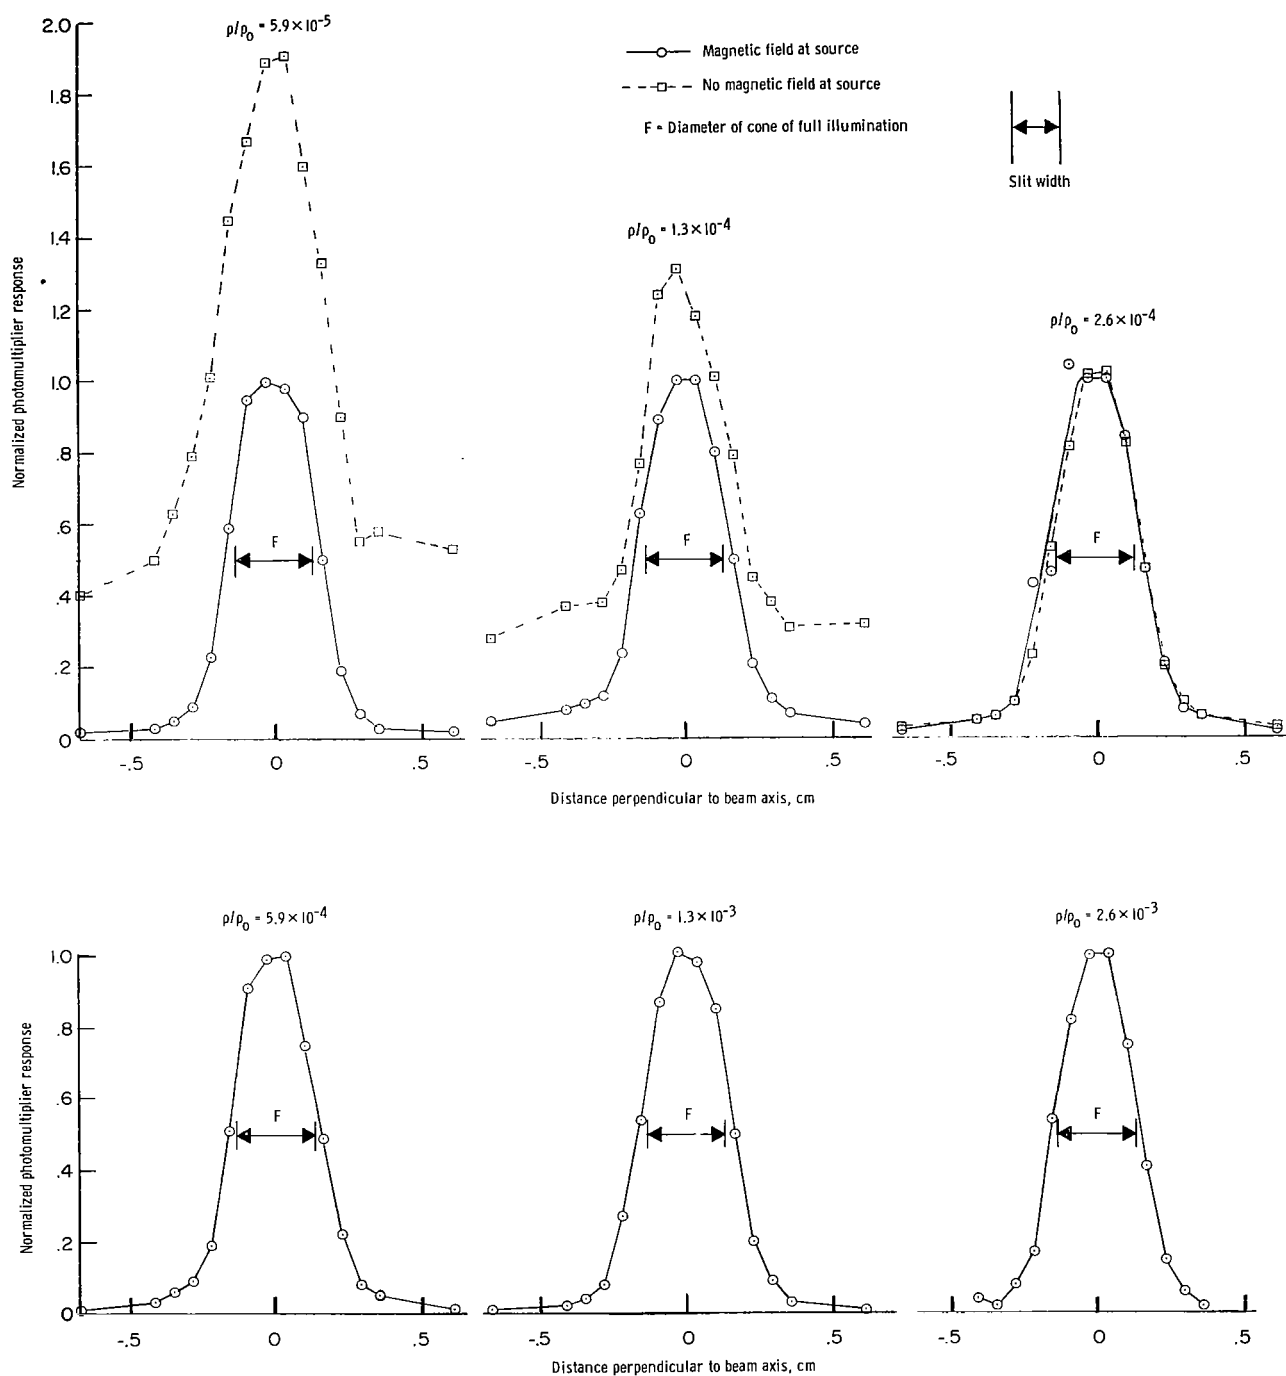 ρ/ρ₀ = 5.9 × 10⁻⁵
Magnetic field at source
No magnetic field at source
F = Diameter of cone of full illumination
Slit width
ρ/ρ₀ = 1.3 × 10⁻⁴
ρ/ρ₀ = 2.6 × 10⁻⁴
Normalized photomultiplier response
2.0
1.8
1.6
1.4
1.2
1.0
.8
.6
.4
.2
0
F
F
F
-.5 0 .5
-.5 0 .5
-.5 0 .5
Distance perpendicular to beam axis, cm
ρ/ρ₀ = 5.9 × 10⁻⁴
ρ/ρ₀ = 1.3 × 10⁻³
ρ/ρ₀ = 2.6 × 10⁻³
Normalized photomultiplier response
1.0
.8
.6
.4
.2
0
F
F
F
-.5 0 .5
-.5 0 .5
-.5 0 .5
Distance perpendicular to beam axis, cm